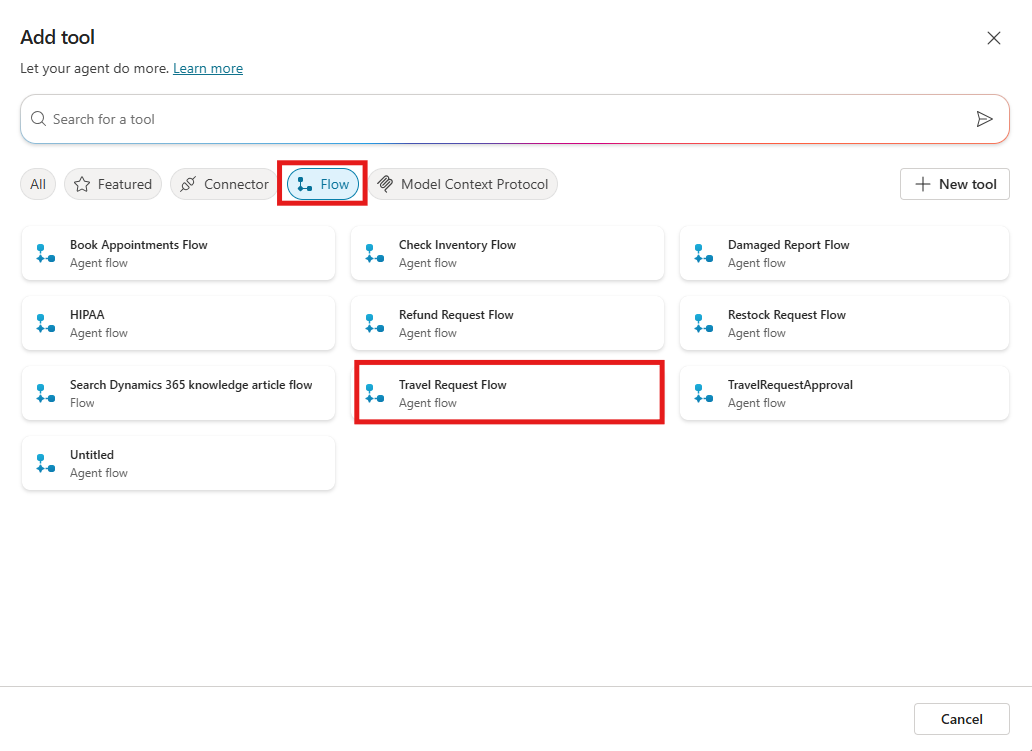 Add tool
Let your agent do more. Learn more
Search for a tool
All Featured Connector Flow Model Context Protocol New tool
Book Appointments Flow Check Inventory Flow Damaged Report Flow
Agent flow Agent flow Agent flow
HIPAA Refund Request Flow Restock Request Flow
Agent flow Agent flow Agent flow
Search Dynamics 365 knowledge article flow Travel Request Flow TravelRequestApproval
Flow Agent flow Agent flow
Untitled
Agent flow
Cancel